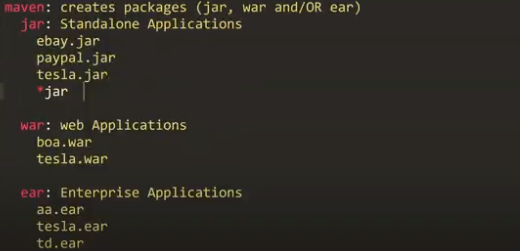 maven: creates packages (jar, war and/OR ear)
jar: Standalone Applications
ebay.jar
paypal.jar
tesla.jar
*jar
war: web Applications
boa.war
tesla.war
ear: Enterprise Applications
aa.ear
tesla.ear
td.ear